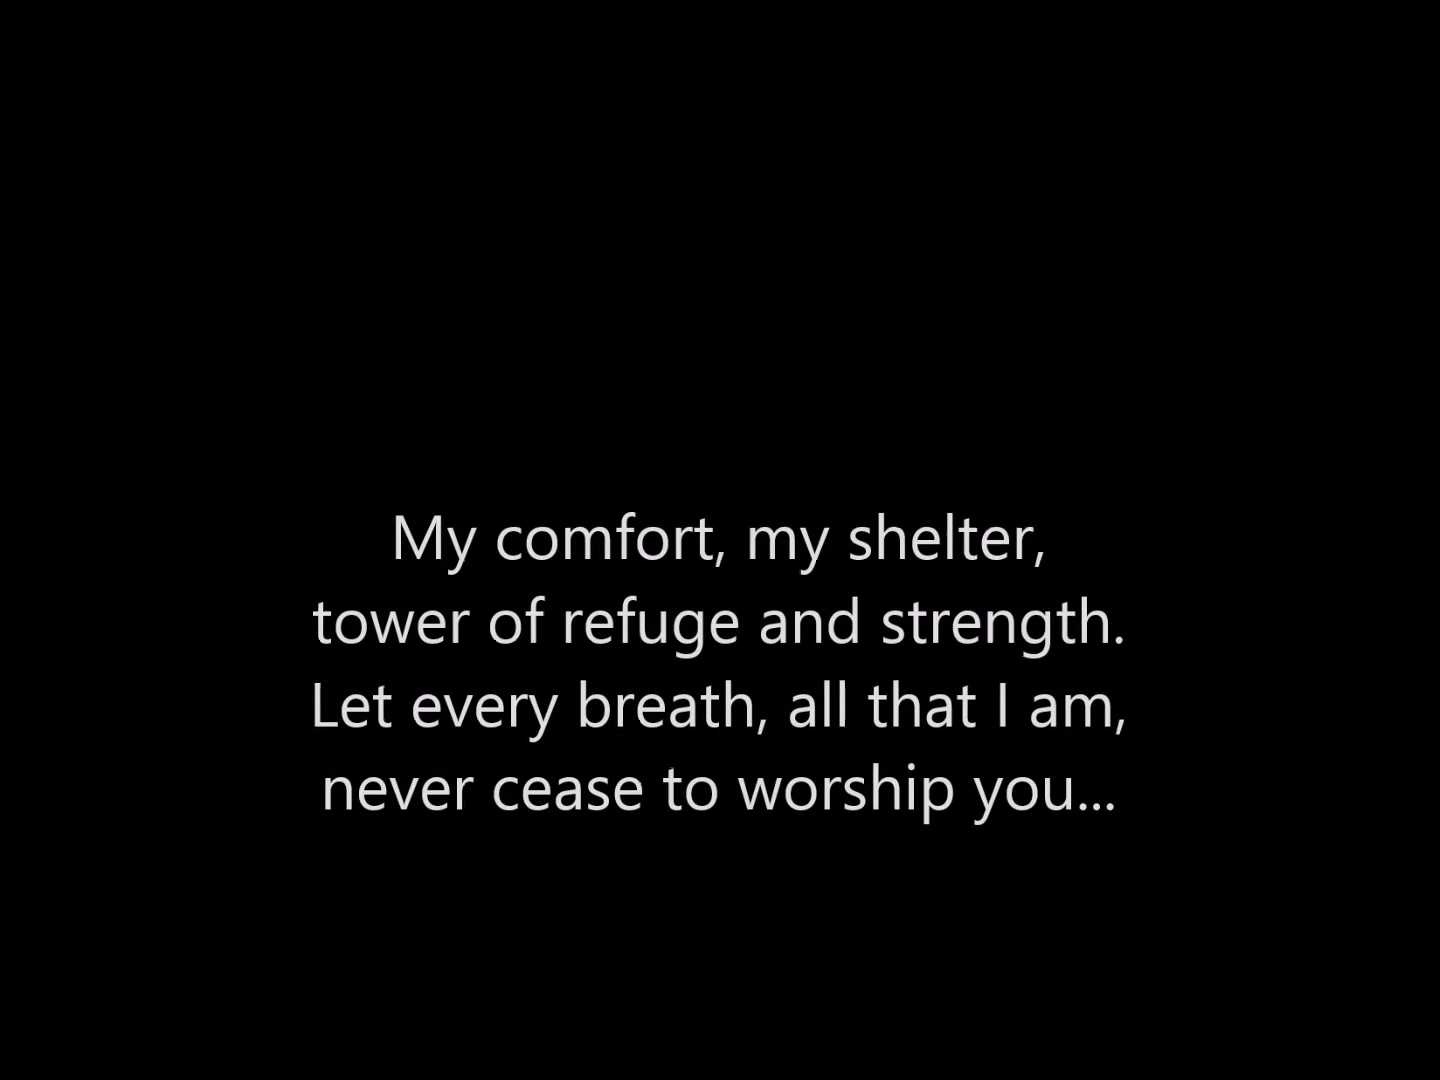 My comfort, my shelter,
tower of refuge and strength.
Let every breath, all that I am,
never cease to worship you...